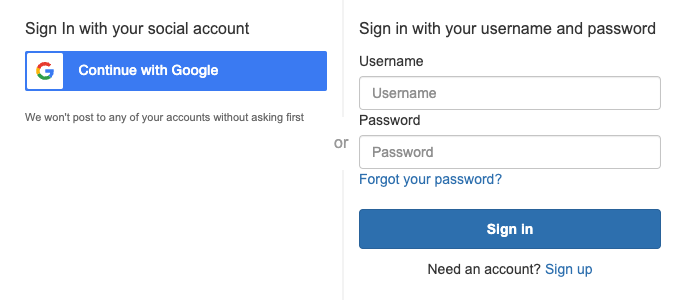 Sign In with your social account
Continue with Google
We won't post to any of your accounts without asking first
or
Sign in with your username and password
Username
Username
Password
Password
Forgot your password?
Sign in
Need an account? Sign up